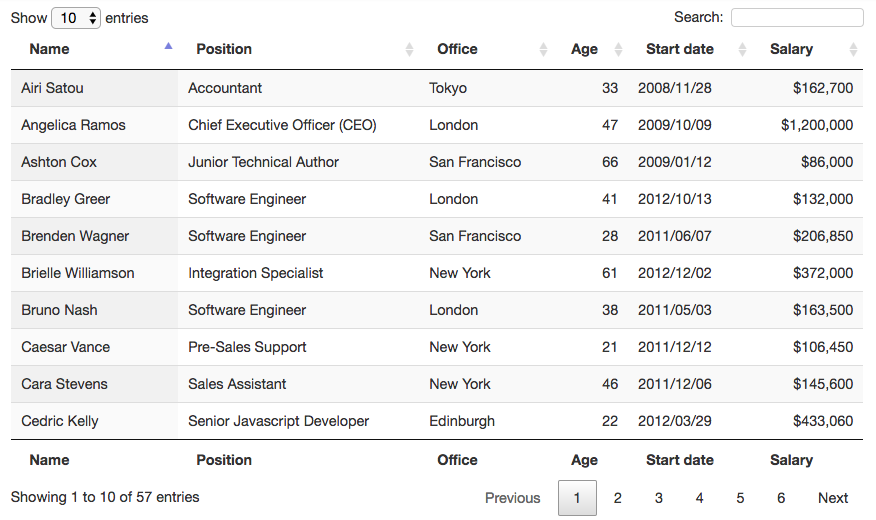 Show 10 entries Search:
Name Position Office Age Start date Salary
Airi Satou Accountant Tokyo 33 2008/11/28 $162,700
Angelica Ramos Chief Executive Officer (CEO) London 47 2009/10/09 $1,200,000
Ashton Cox Junior Technical Author San Francisco 66 2009/01/12 $86,000
Bradley Greer Software Engineer London 41 2012/10/13 $132,000
Brenden Wagner Software Engineer San Francisco 28 2011/06/07 $206,850
Brielle Williamson Integration Specialist New York 61 2012/12/02 $372,000
Bruno Nash Software Engineer London 38 2011/05/03 $163,500
Caesar Vance Pre-Sales Support New York 21 2011/12/12 $106,450
Cara Stevens Sales Assistant New York 46 2011/12/06 $145,600
Cedric Kelly Senior Javascript Developer Edinburgh 22 2012/03/29 $433,060
Name Position Office Age Start date Salary
Showing 1 to 10 of 57 entries Previous 1 2 3 4 5 6 Next